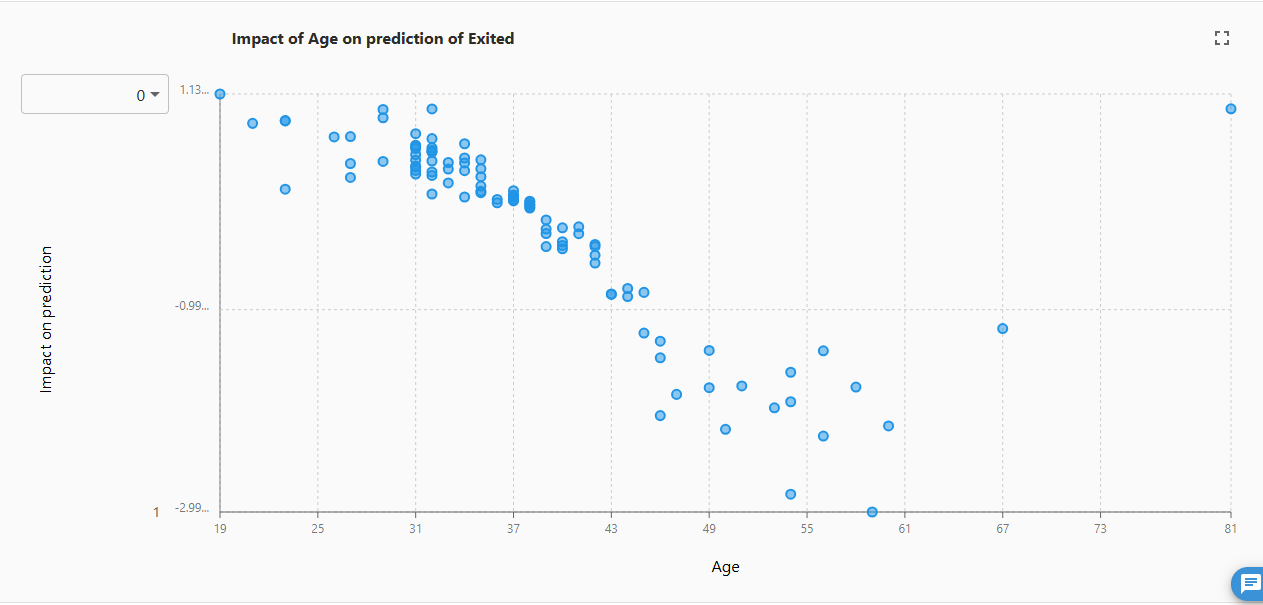 Impact of Age on prediction of Exited
0
1.13...
-0.99...
-2.99...
1
Impact on prediction
19 25 31 37 43 49 55 61 67 73 81
Age